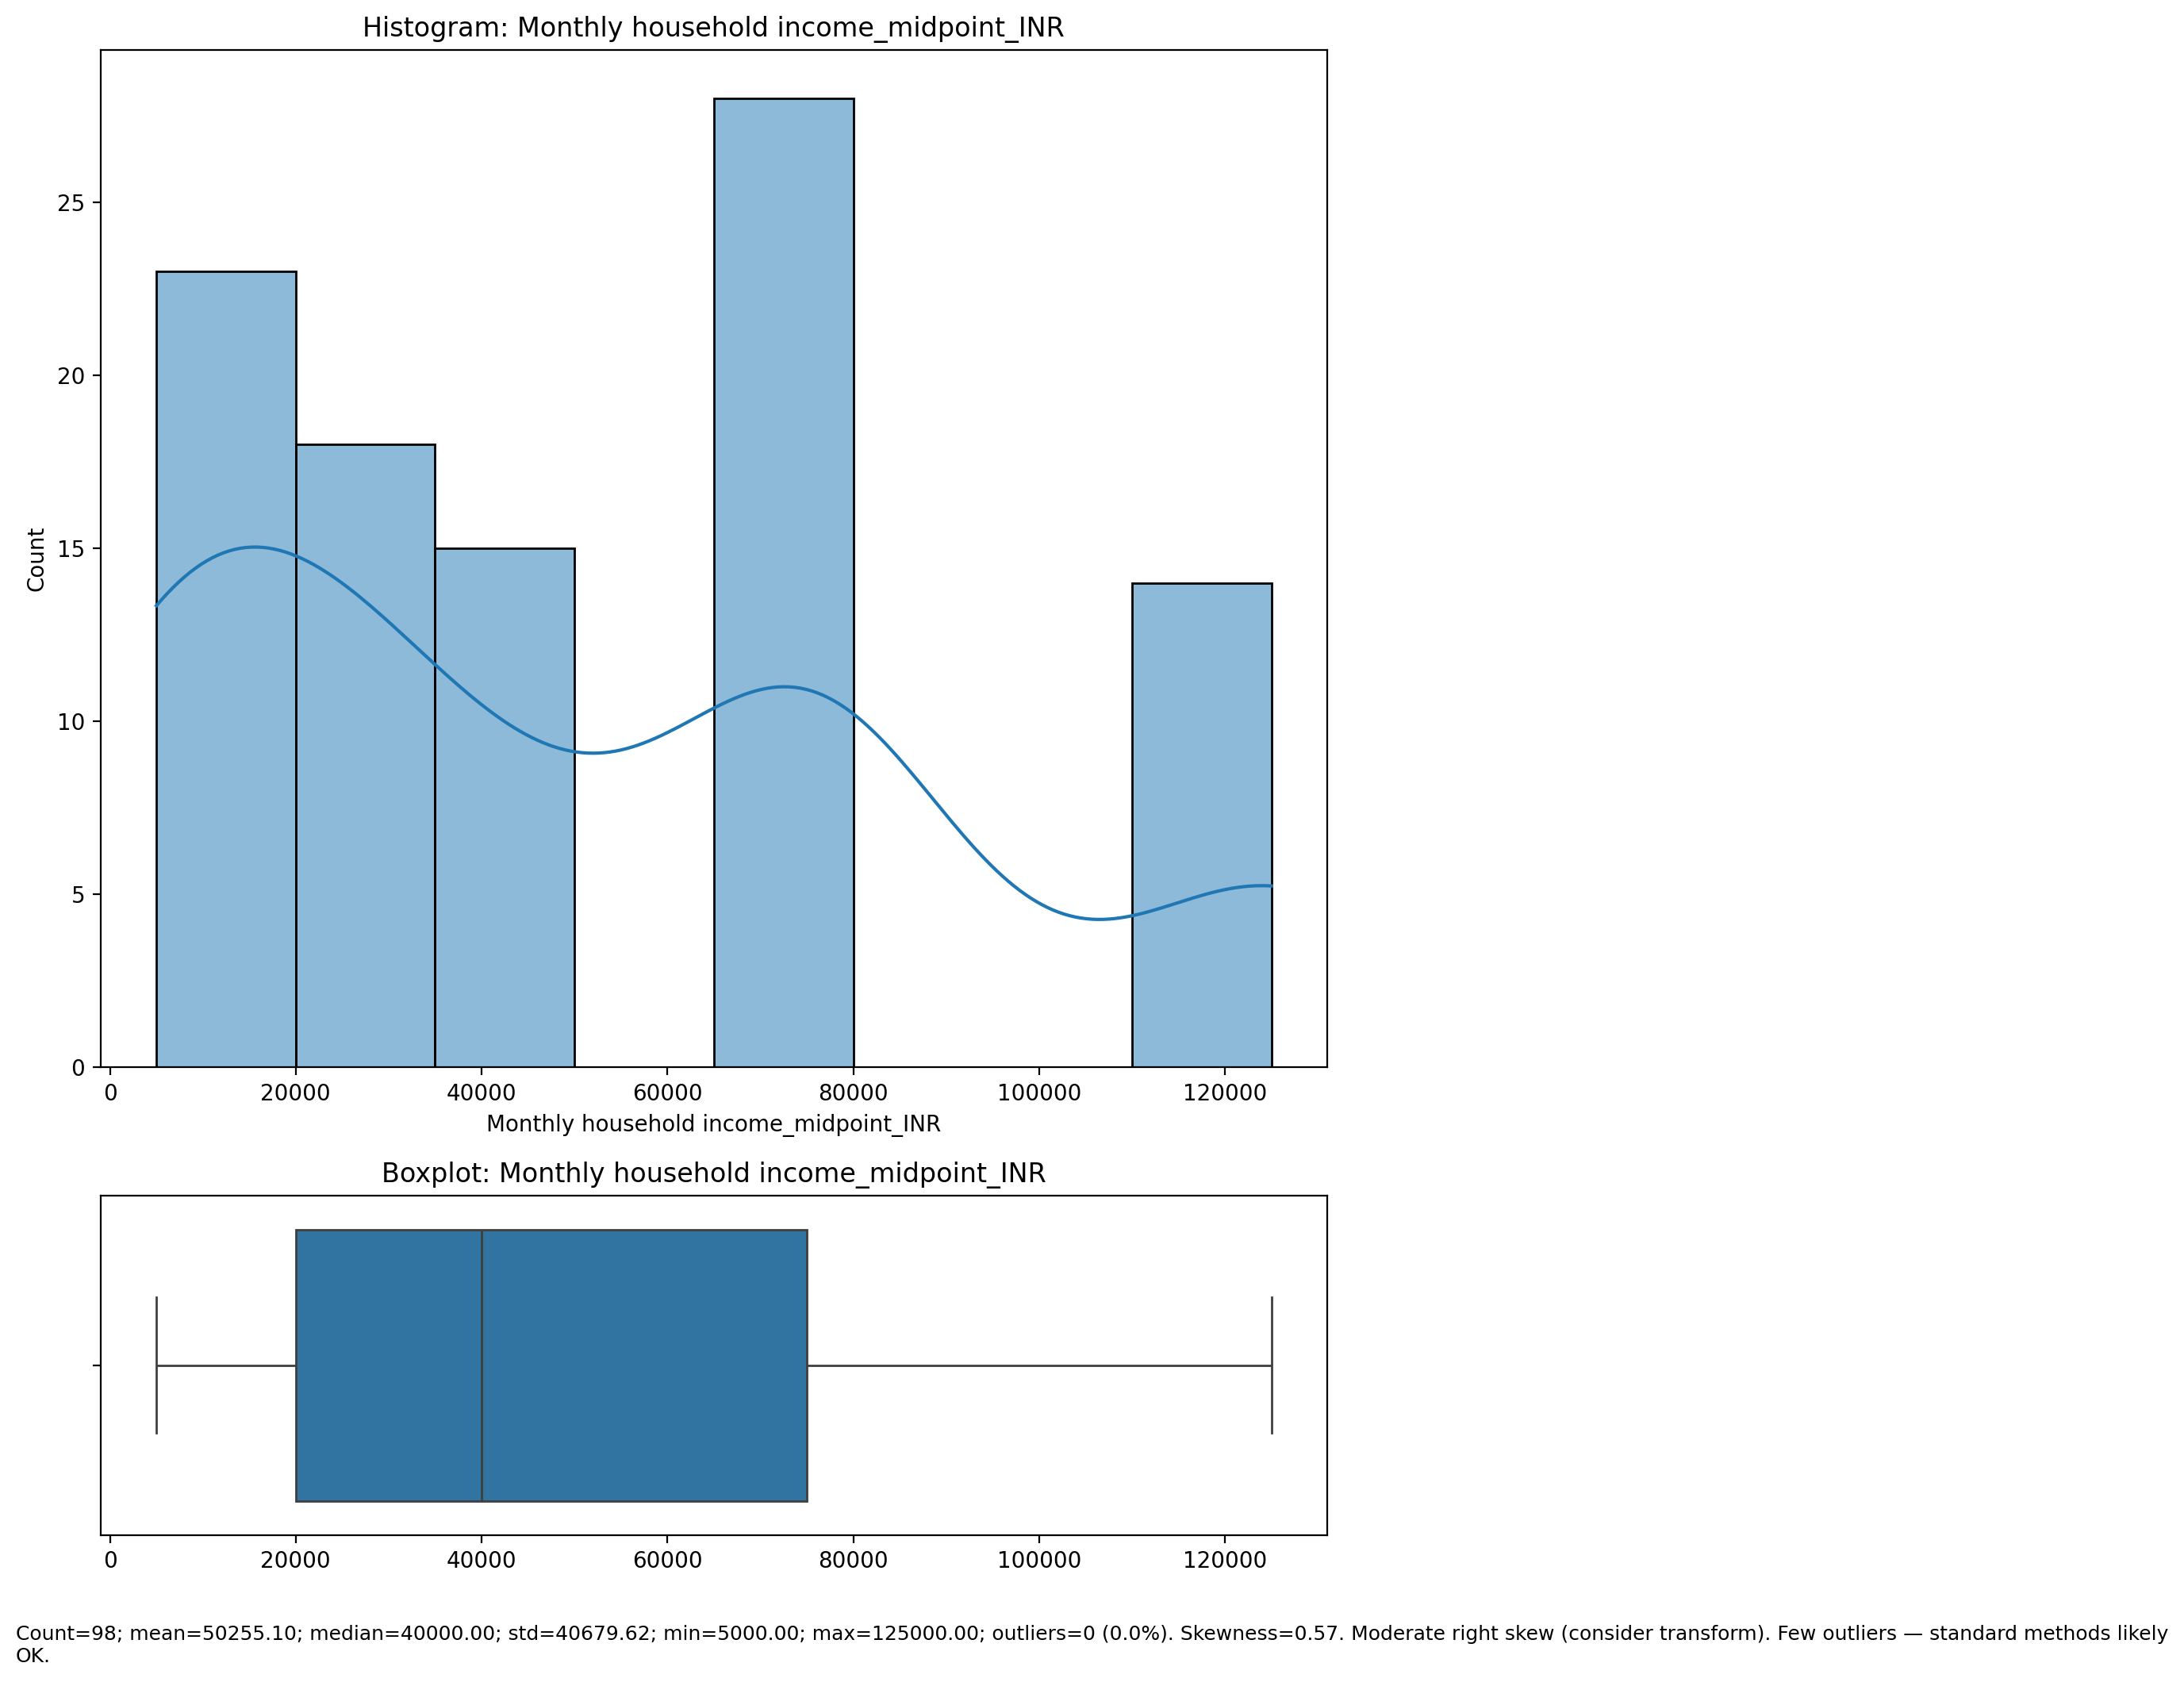 Histogram: Monthly household income_midpoint_INR
Count
25
20
15
10
5
0
0 20000 40000 60000 80000 100000 120000
Monthly household income_midpoint_INR
Boxplot: Monthly household income_midpoint_INR
0 20000 40000 60000 80000 100000 120000
Count=98; mean=50255.10; median=40000.00; std=40679.62; min=5000.00; max=125000.00; outliers=0 (0.0%). Skewness=0.57. Moderate right skew (consider transform). Few outliers — standard methods likely
OK.